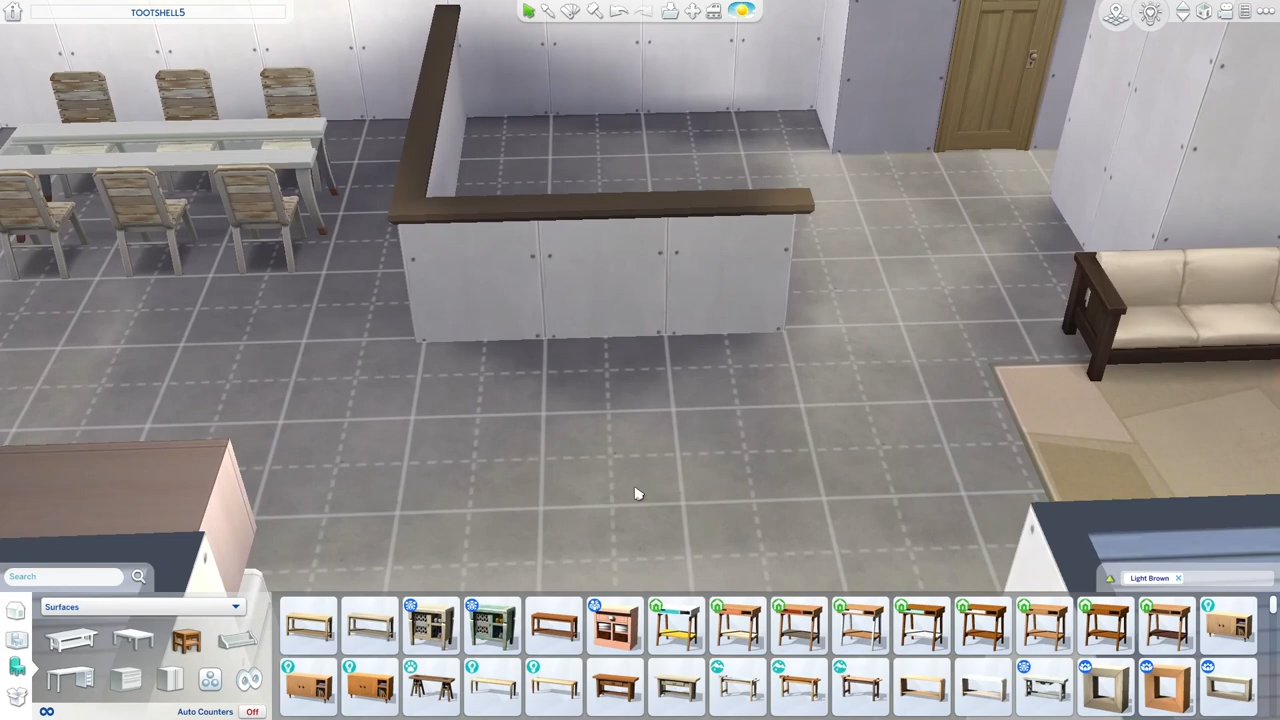 TOOTSHELL5
Search
Light Brown
Surfaces
Auto Counters Off